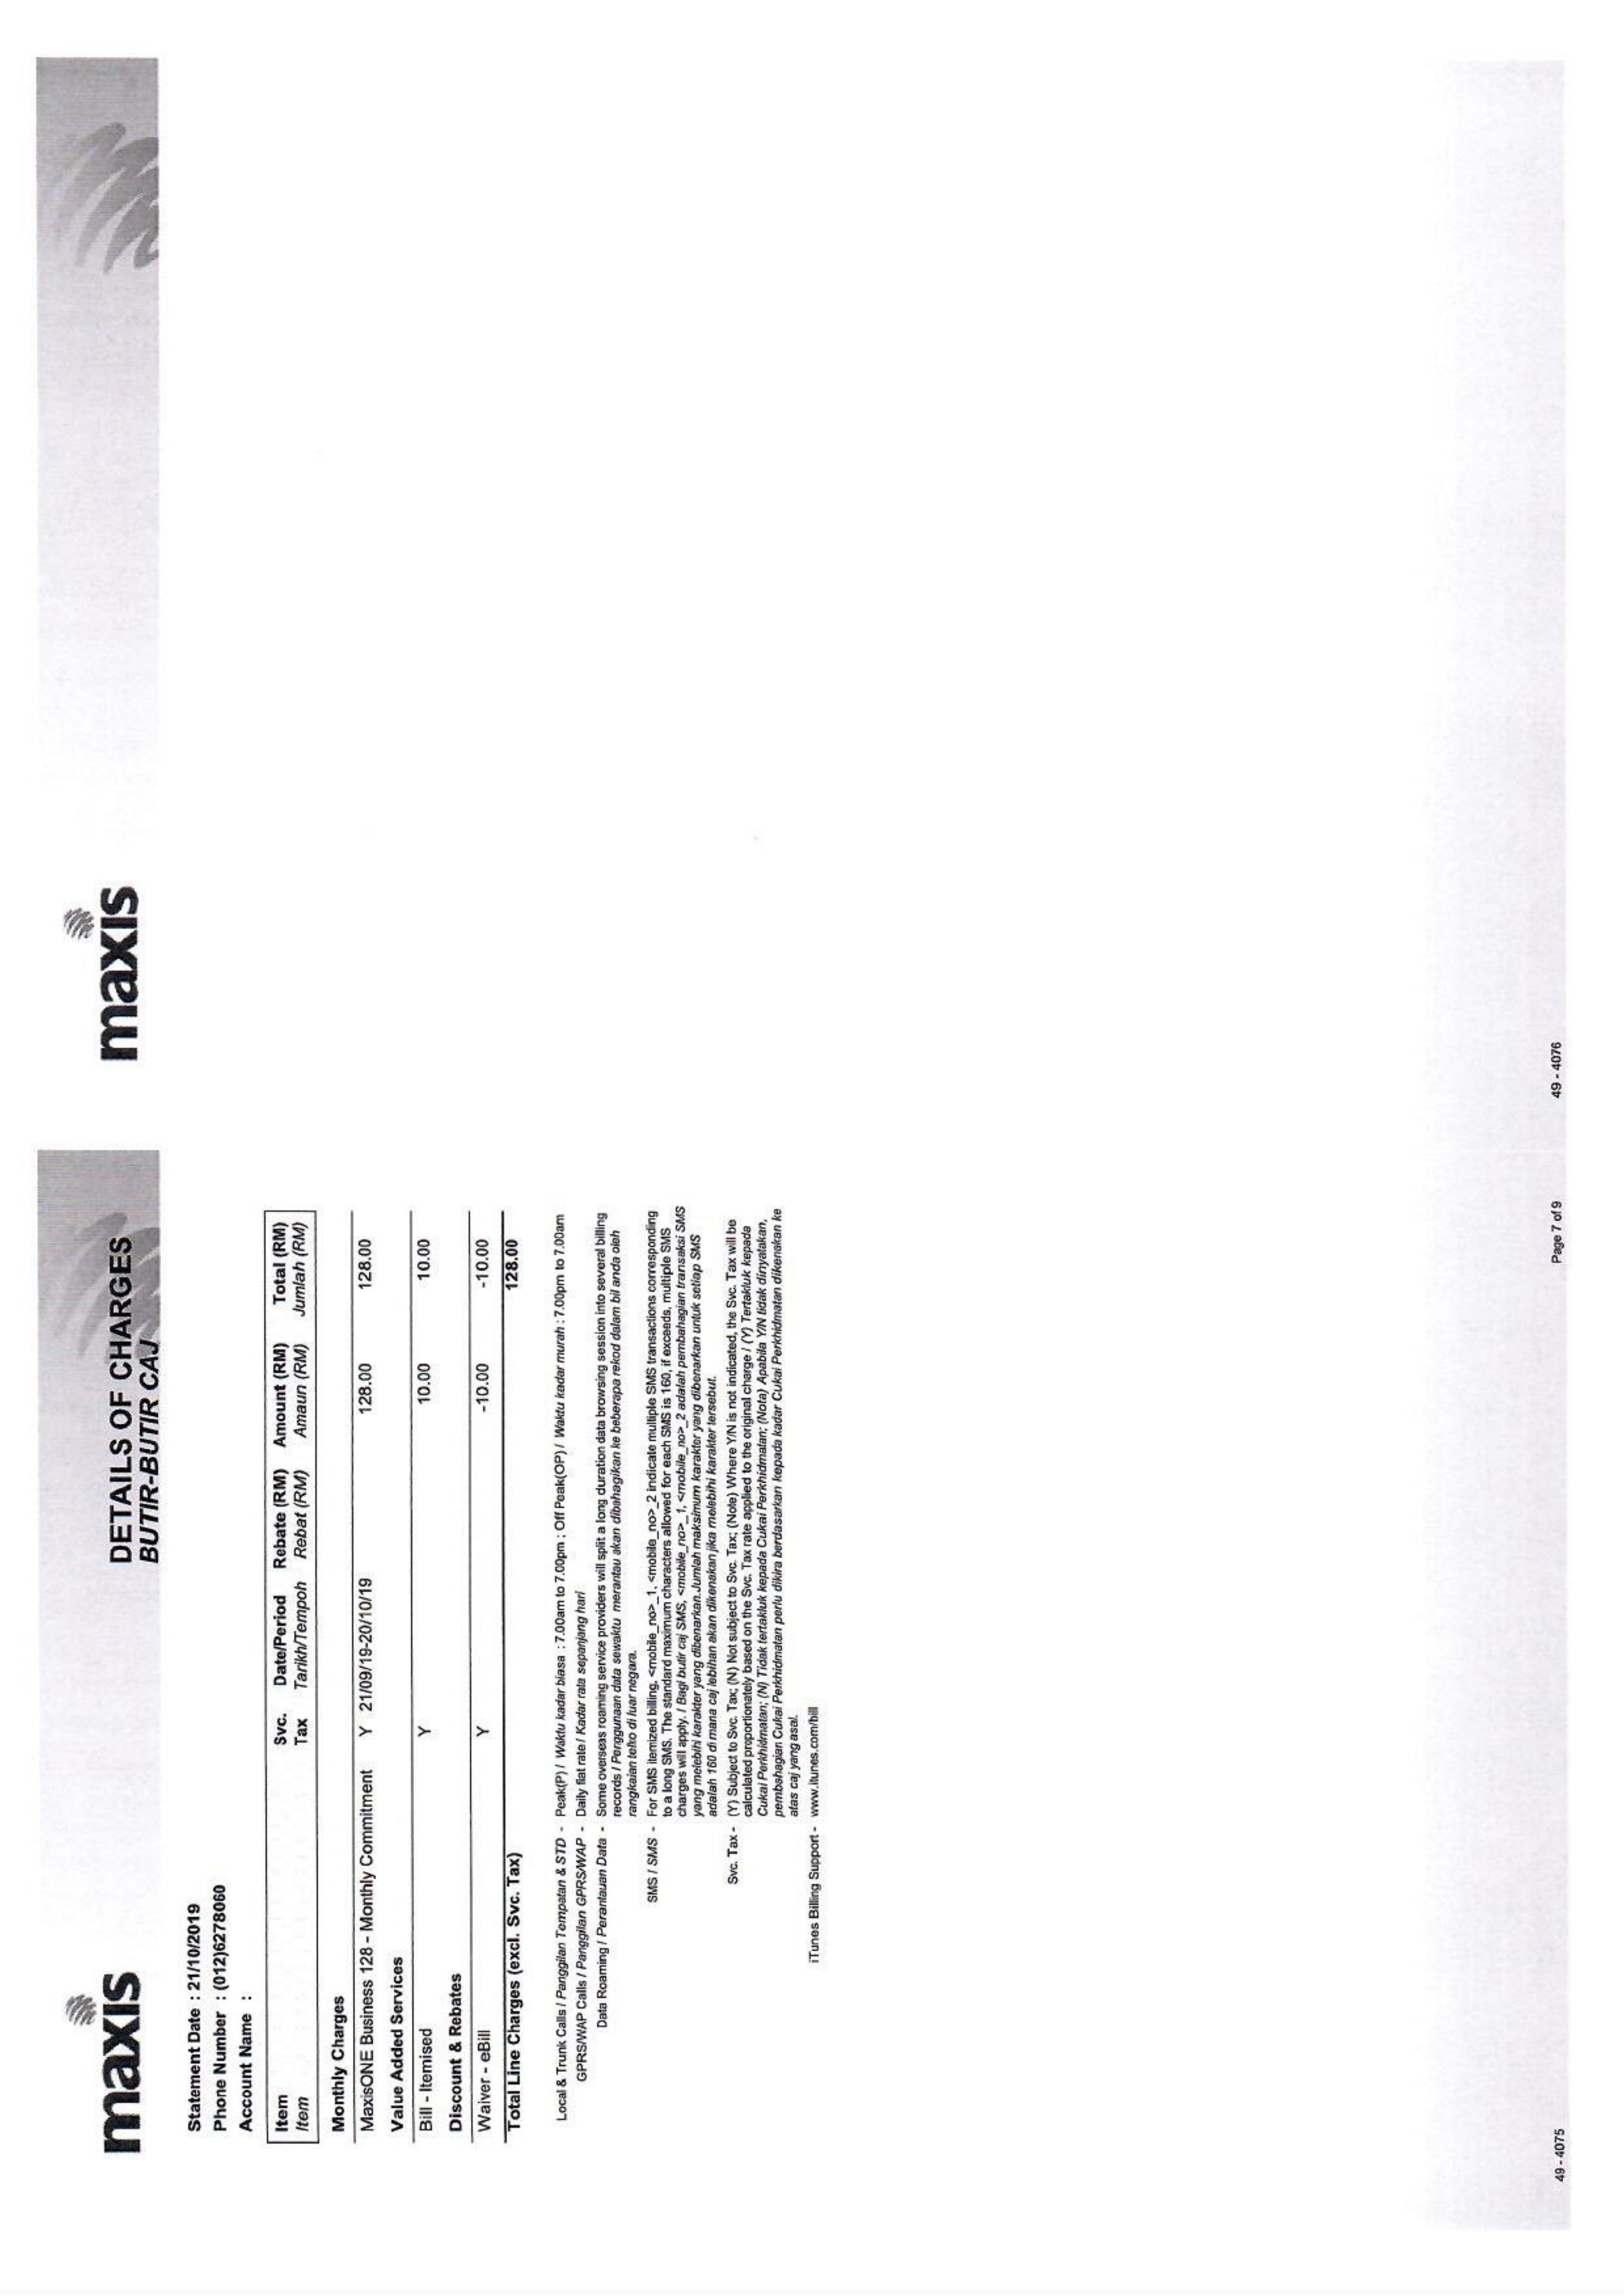 maxis
DETAILS OF CHARGES
BUTIR-BUTIR CAJ
Statement Date : 21/10/2019
Phone Number : (012)6278060
Account Name :
Item Svc. Date/Period Rebate (RM) Amount (RM) Total (RM)
Item Tax Tarikh/Tempoh Rebat (RM) Amaun (RM) Jumlah (RM)
Monthly Charges
MaxisONE Business 128 - Monthly Commitment Y 21/09/19-20/10/19 128.00 128.00
Value Added Services
Bill - Itemised Y 10.00 10.00
Discount & Rebates
Waiver - eBill Y -10.00 -10.00
Total Line Charges (excl. Svc. Tax) 128.00
Local & Trunk Calls / Panggilan Tempatan & STD - Peak(P) / Waktu kadar biasa : 7.00am to 7.00pm ; Off Peak(OP) / Waktu kadar murah : 7.00pm to 7.00am
GPRS/WAP Calls / Panggilan GPRS/WAP - Daily flat rate / Kadar rata sepanjang hari
Data Roaming / Perantauan Data - Some overseas roaming service providers will split a long duration data browsing session into several billing
records / Penggunaan data sewaktu merantau akan dibahagikan ke beberapa rekod dalam bil anda oleh
rangkaian telko di luar negara.
SMS / SMS - For SMS itemized billing, <mobile_no>_1, <mobile_no>_2 indicate multiple SMS transactions corresponding
to a long SMS. The standard maximum characters allowed for each SMS is 160, if exceeds, multiple SMS
charges will apply. / Bagi butir caj SMS, <mobile_no>_1, <mobile_no>_2 adalah pembahagian transaksi SMS
yang melebihi karakter yang dibenarkan.Jumlah maksimum karakter yang dibenarkan untuk setiap SMS
adalah 160 di mana caj lebihan akan dikenakan jika melebihi karakter tersebut.
Svc. Tax - (Y) Subject to Svc. Tax; (N) Not subject to Svc. Tax; (Note) Where Y/N is not indicated, the Svc. Tax will be
calculated proportionately based on the Svc. Tax rate applied to the original charge / (Y) Tertakluk kepada
Cukai Perkhidmatan; (N) Tidak tertakluk kepada Cukai Perkhidmatan; (Nota) Apabila Y/N tidak dinyatakan,
pembahagian Cukai Perkhidmatan perlu dikira berdasarkan kepada kadar Cukai Perkhidmatan dikenakan ke
atas caj yang asal.
iTunes Billing Support - www.itunes.com/bill
49 - 4075
Page 7 of 9
maxis
49 - 4076